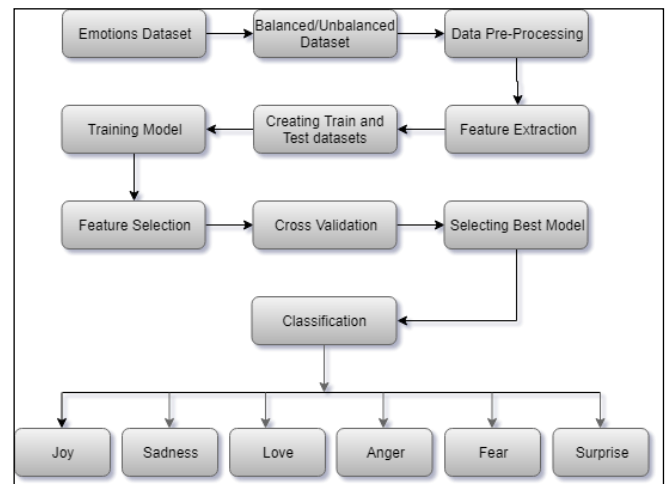 Emotions Dataset
Balanced/Unbalanced
Dataset
Data Pre-Processing
Training Model
Creating Train and
Test datasets
Feature Extraction
Feature Selection
Cross Validation
Selecting Best Model
Classification
Joy
Sadness
Love
Anger
Fear
Surprise